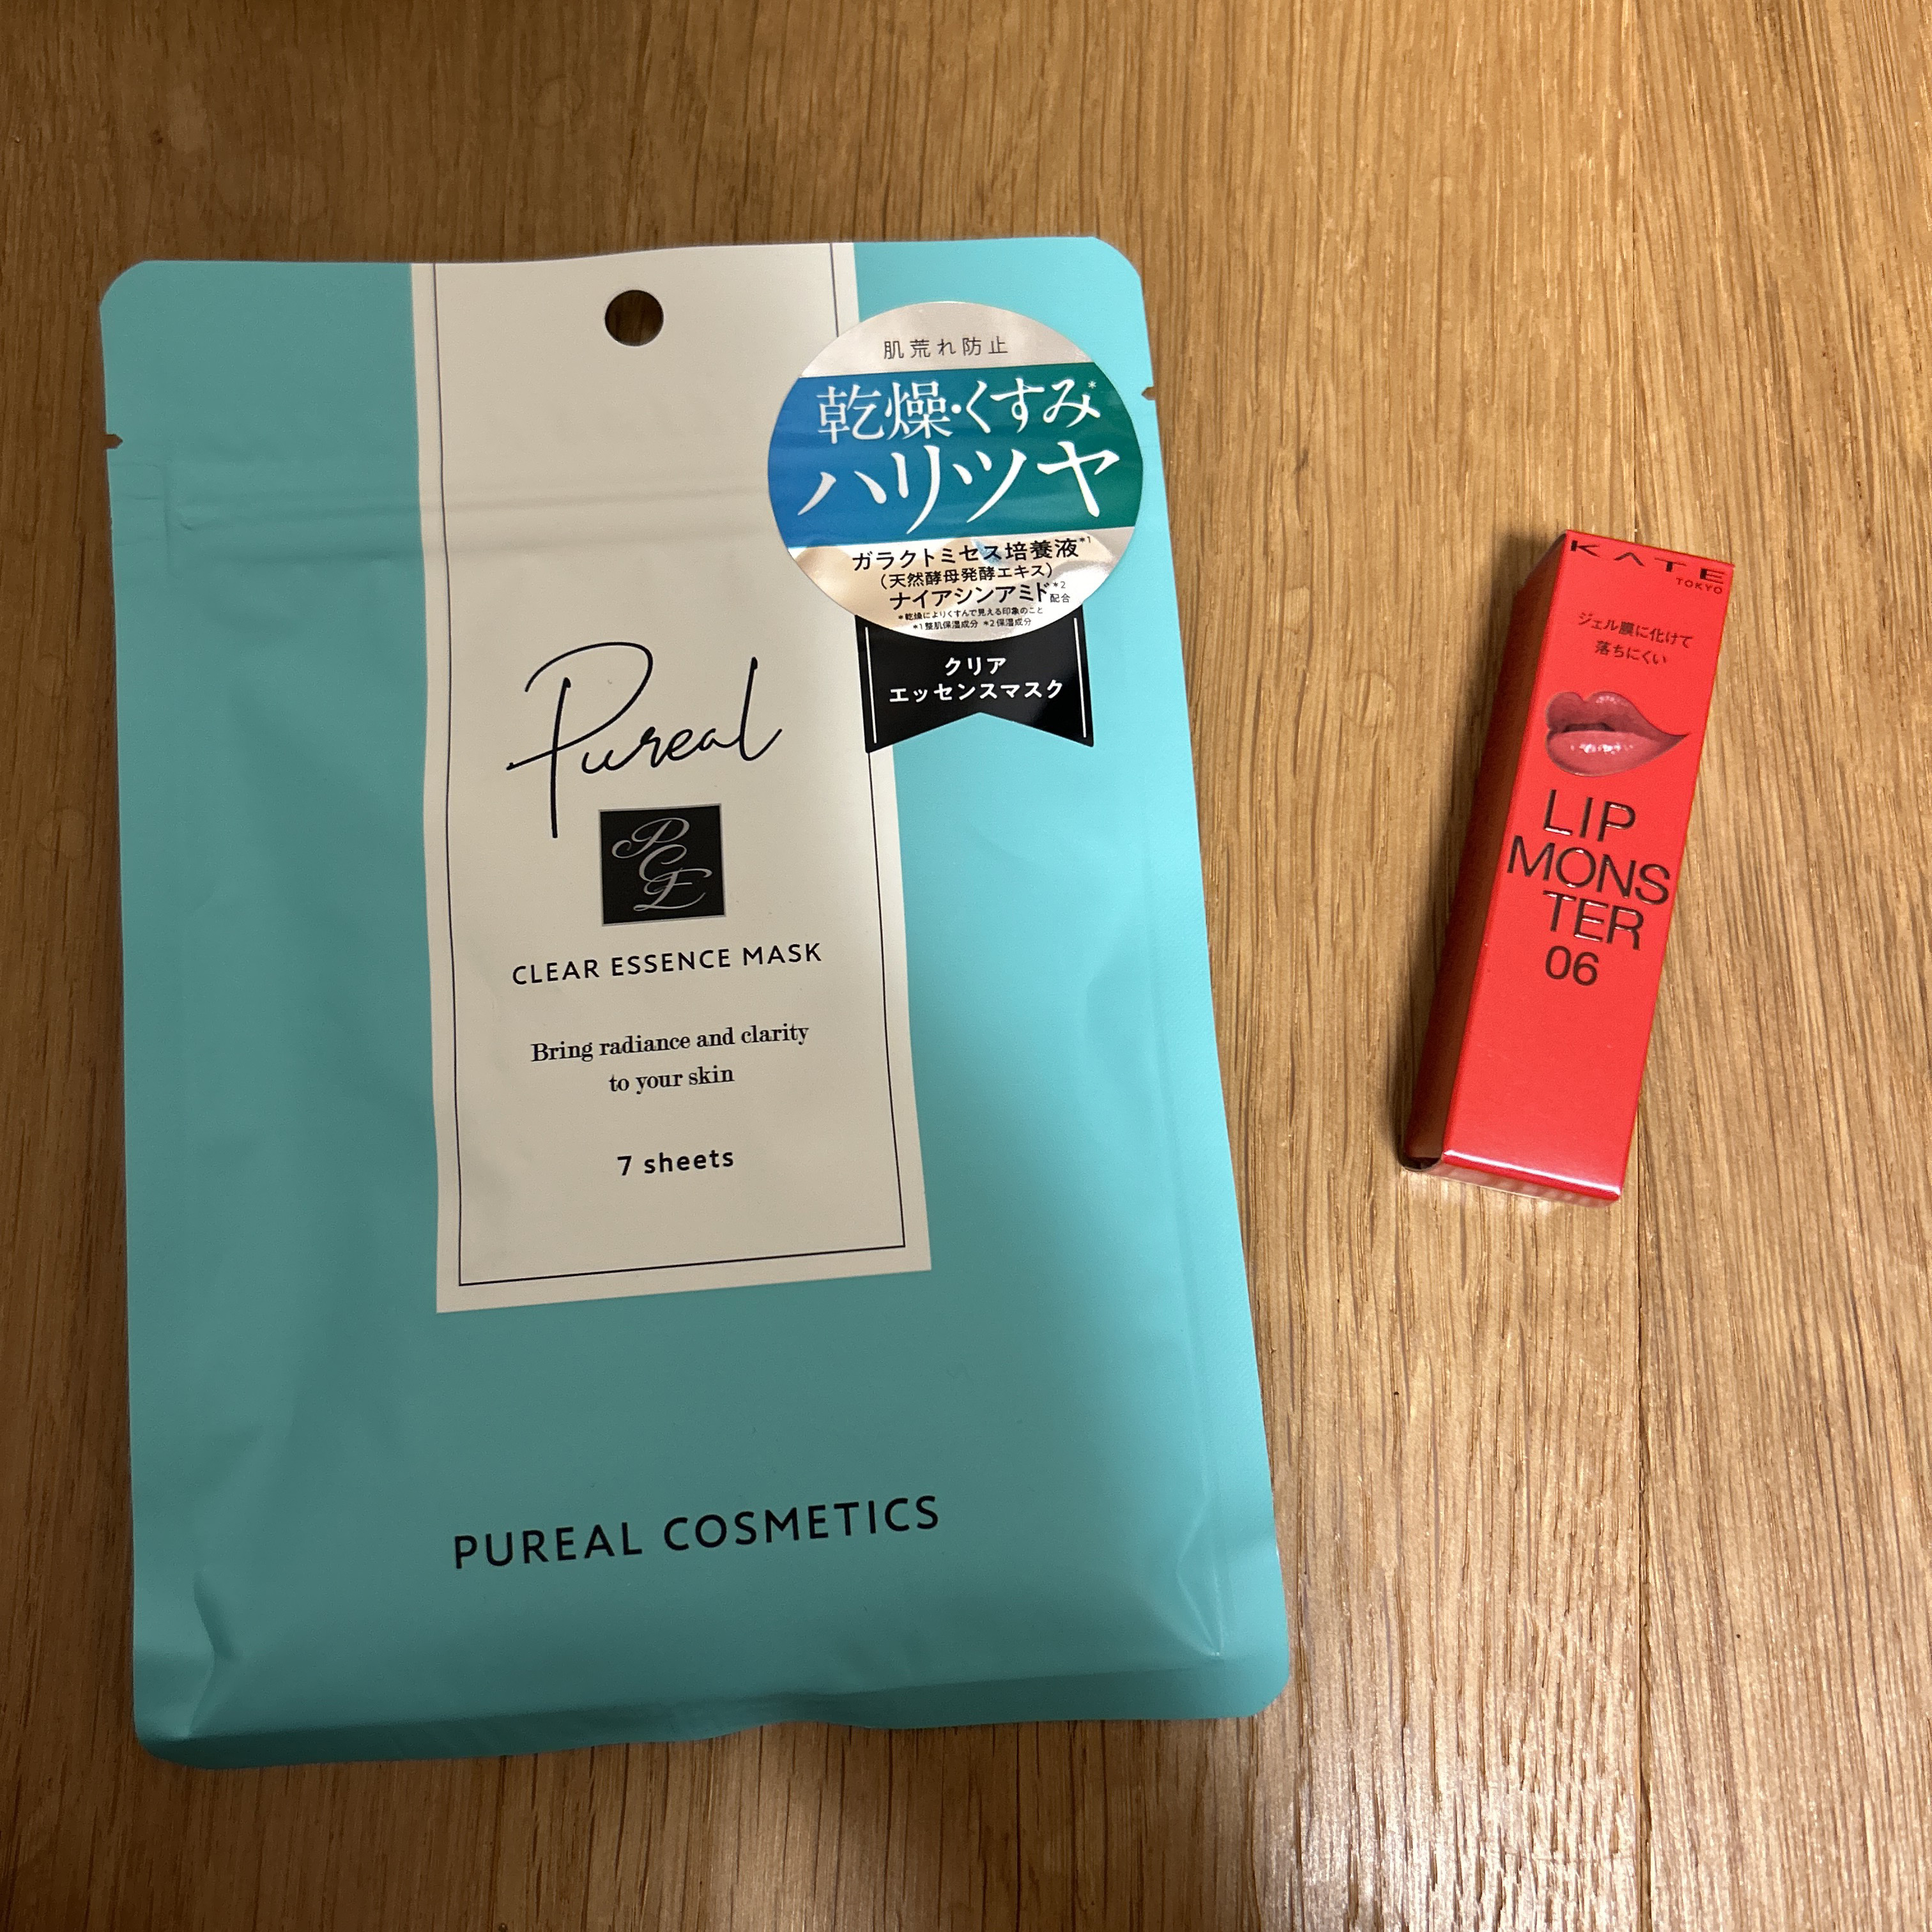 肌荒れ防止
乾燥・くすみ*
ハリツヤ
ガラクトミセス培養液*1
(天然酵母発酵エキス)
ナイアシンアミド*2配合
*乾燥によりくすんで見える印象のこと
*1 整肌保湿成分 *2 保湿成分
クリア
エッセンスマスク
Pureal
PCE
CLEAR ESSENCE MASK
Bring radiance and clarity
to your skin
7 sheets
PUREAL COSMETICS
KATE
TOKYO
ジェル膜に化けて
落ちにくい
LIP
MONS
TER
06